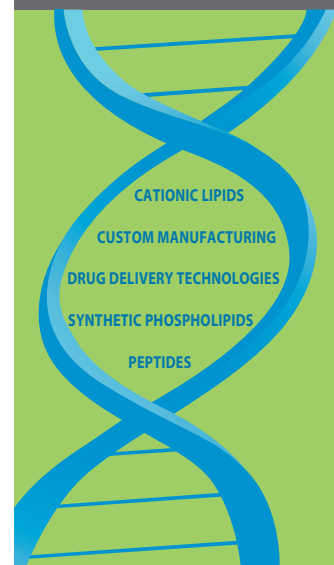 CATIONIC LIPIDS
CUSTOM MANUFACTURING
DRUG DELIVERY TECHNOLOGIES
SYNTHETIC PHOSPHOLIPIDS
PEPTIDES